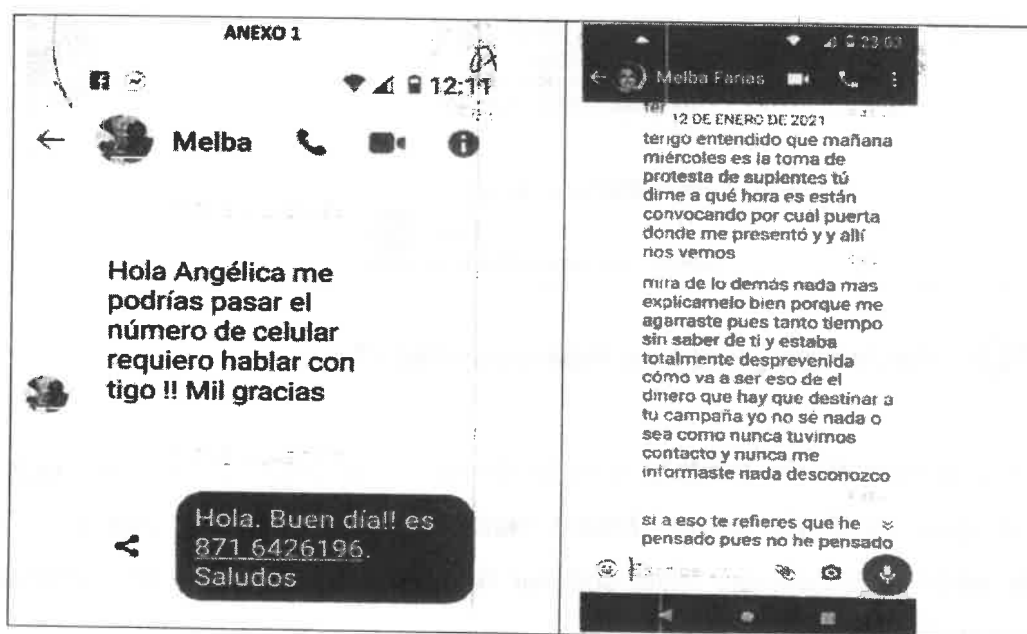 ANEXO 1
12:11
Melba
Hola Angélica me
podrías pasar el
número de celular
requiero hablar con
tigo !! Mil gracias
Hola. Buen día!! es
871 6426196.
Saludos
23:03
Melba Farias
12 DE ENERO DE 2021
tengo entendido que mañana
miércoles es la toma de
protesta de suplentes tú
dime a qué hora es están
convocando por cual puerta
donde me presentó y y allí
nos vemos
mira de lo demás nada mas
explicamelo bien porque me
agarraste pues tanto tiempo
sin saber de ti y estaba
totalmente desprevenida
cómo va a ser eso de el
dinero que hay que destinar a
tu campaña yo no sé nada o
sea como nunca tuvimos
contacto y nunca me
informaste nada desconozco
si a eso te refieres que he
pensado pues no he pensado